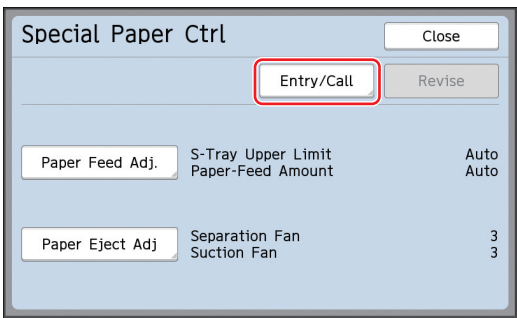 Special Paper Ctrl
Close
Entry/Call
Revise
Paper Feed Adj.
S-Tray Upper Limit Auto
Paper-Feed Amount Auto
Paper Eject Adj
Separation Fan 3
Suction Fan 3